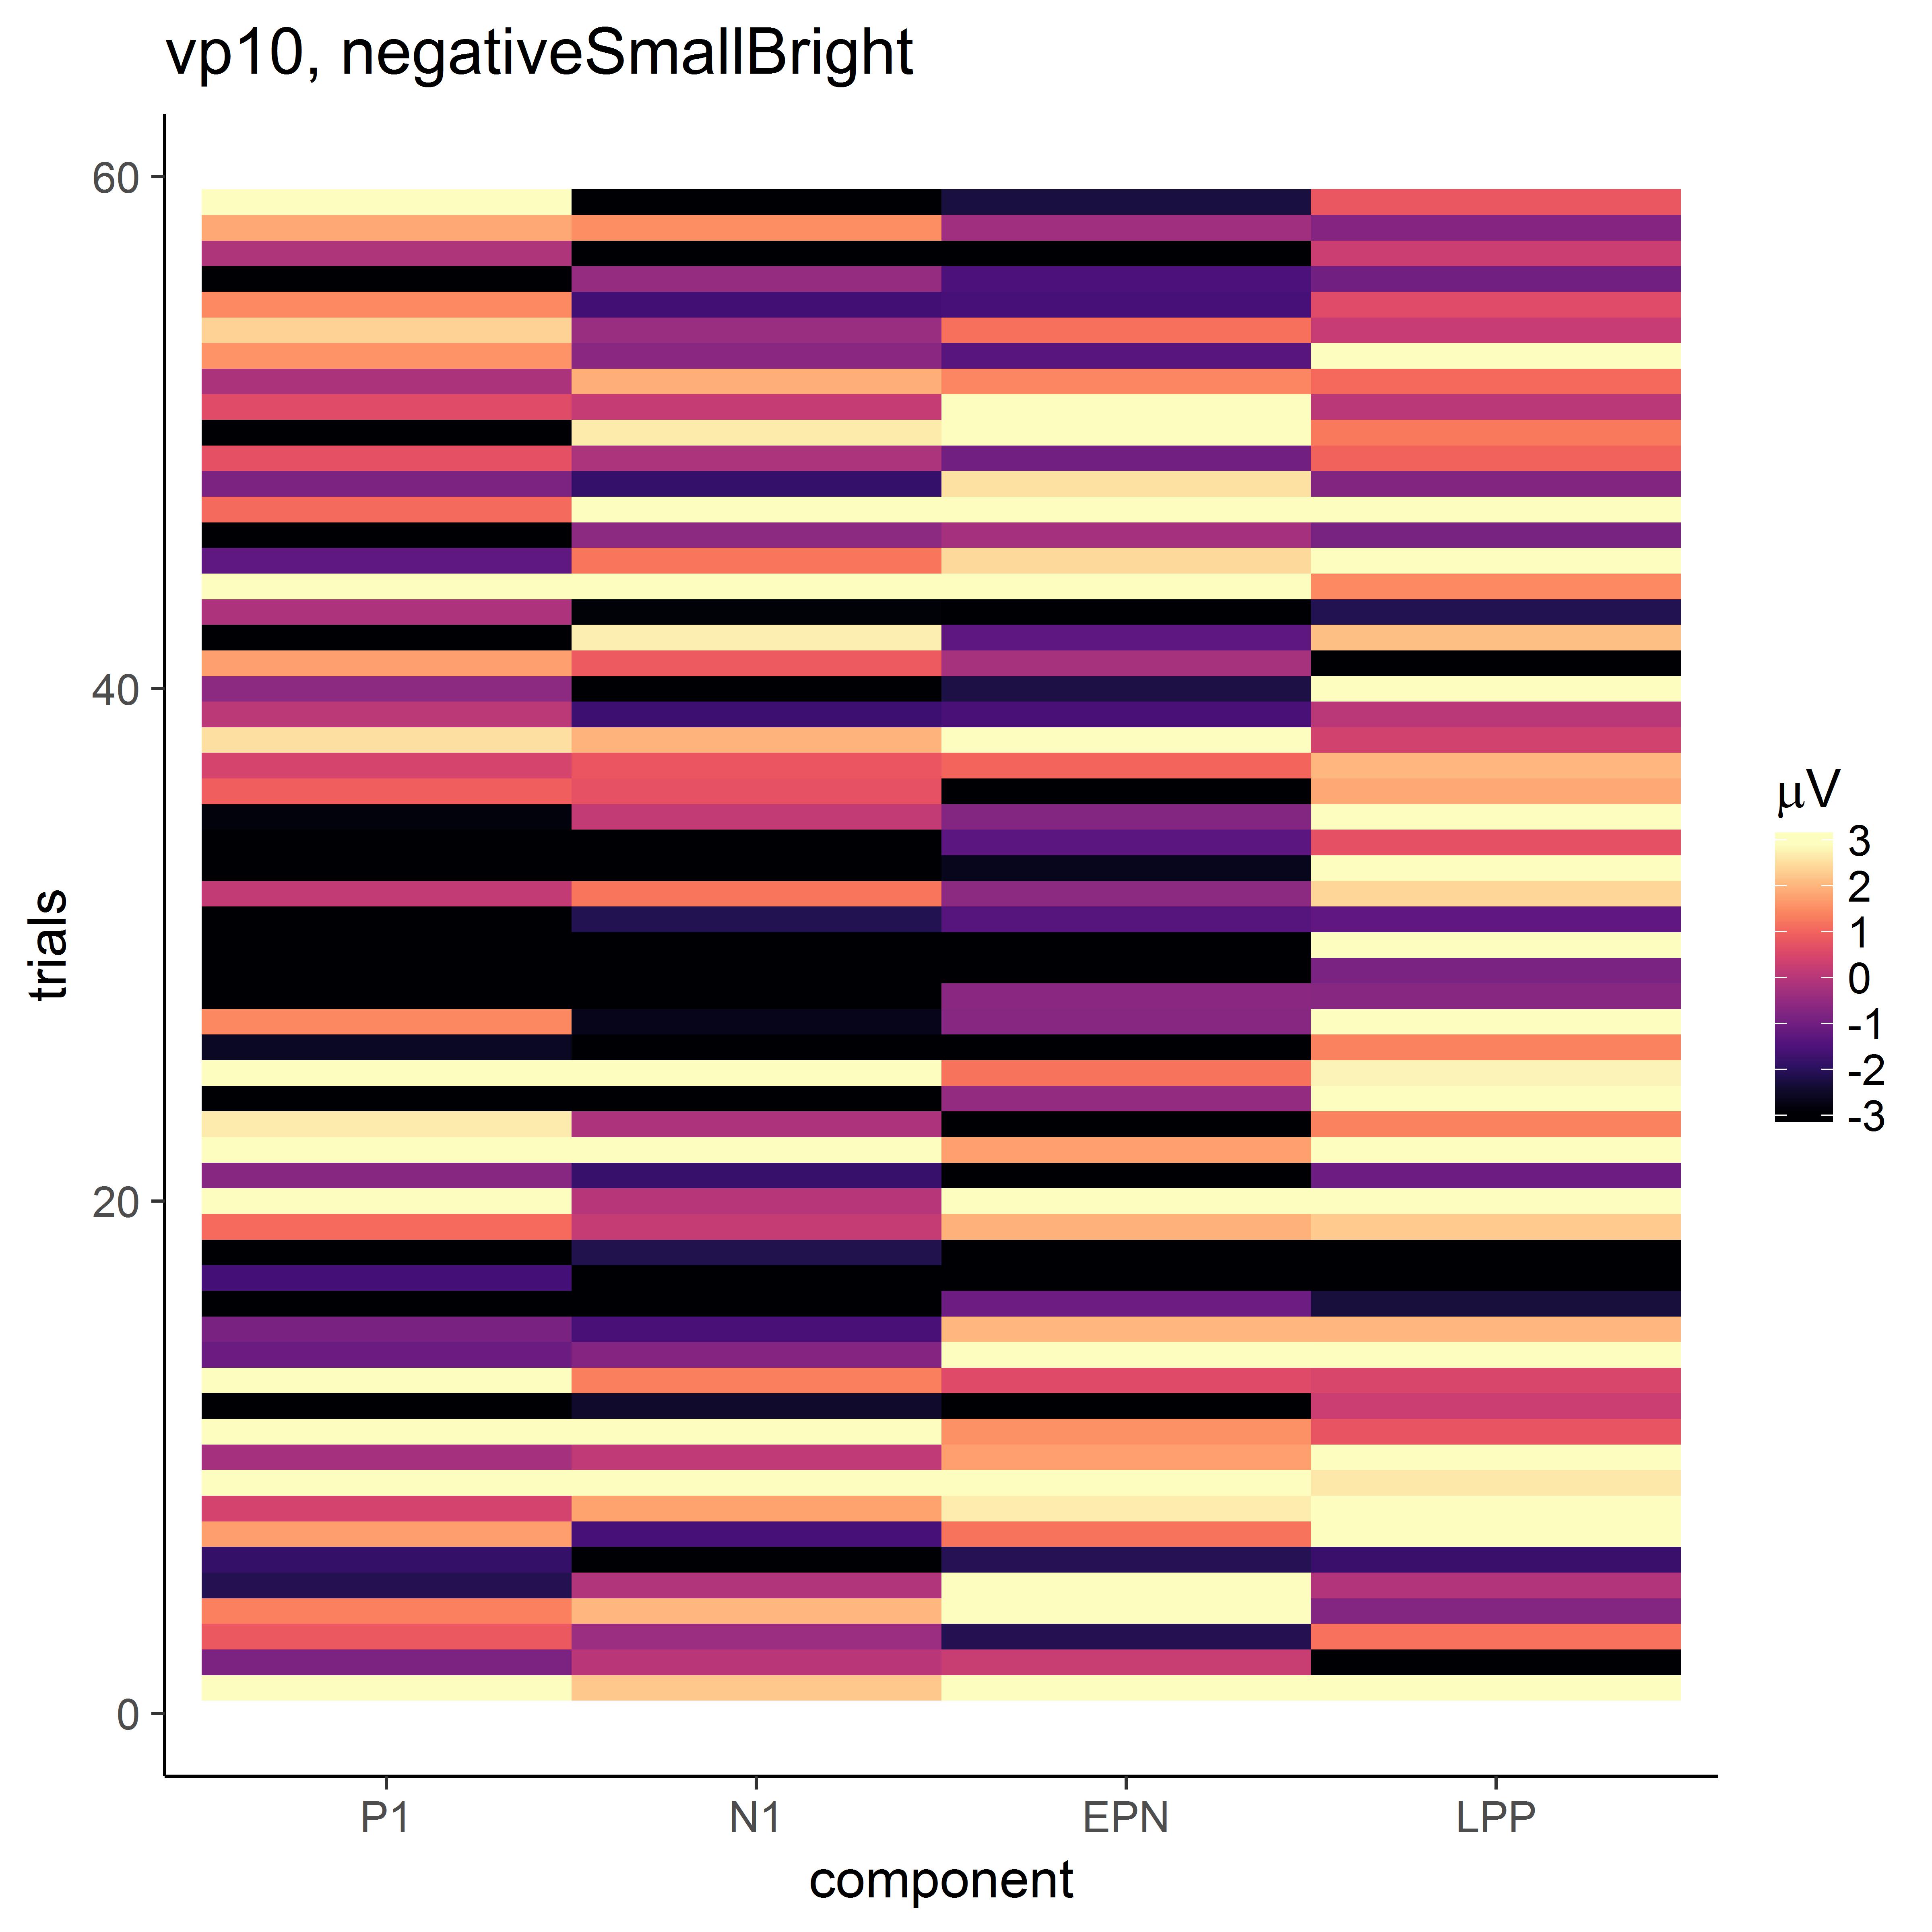 vp10, negativeSmallBright
60
40
20
0
trials
P1 N1 EPN LPP
component
μV
3
2
1
0
-1
-2
-3